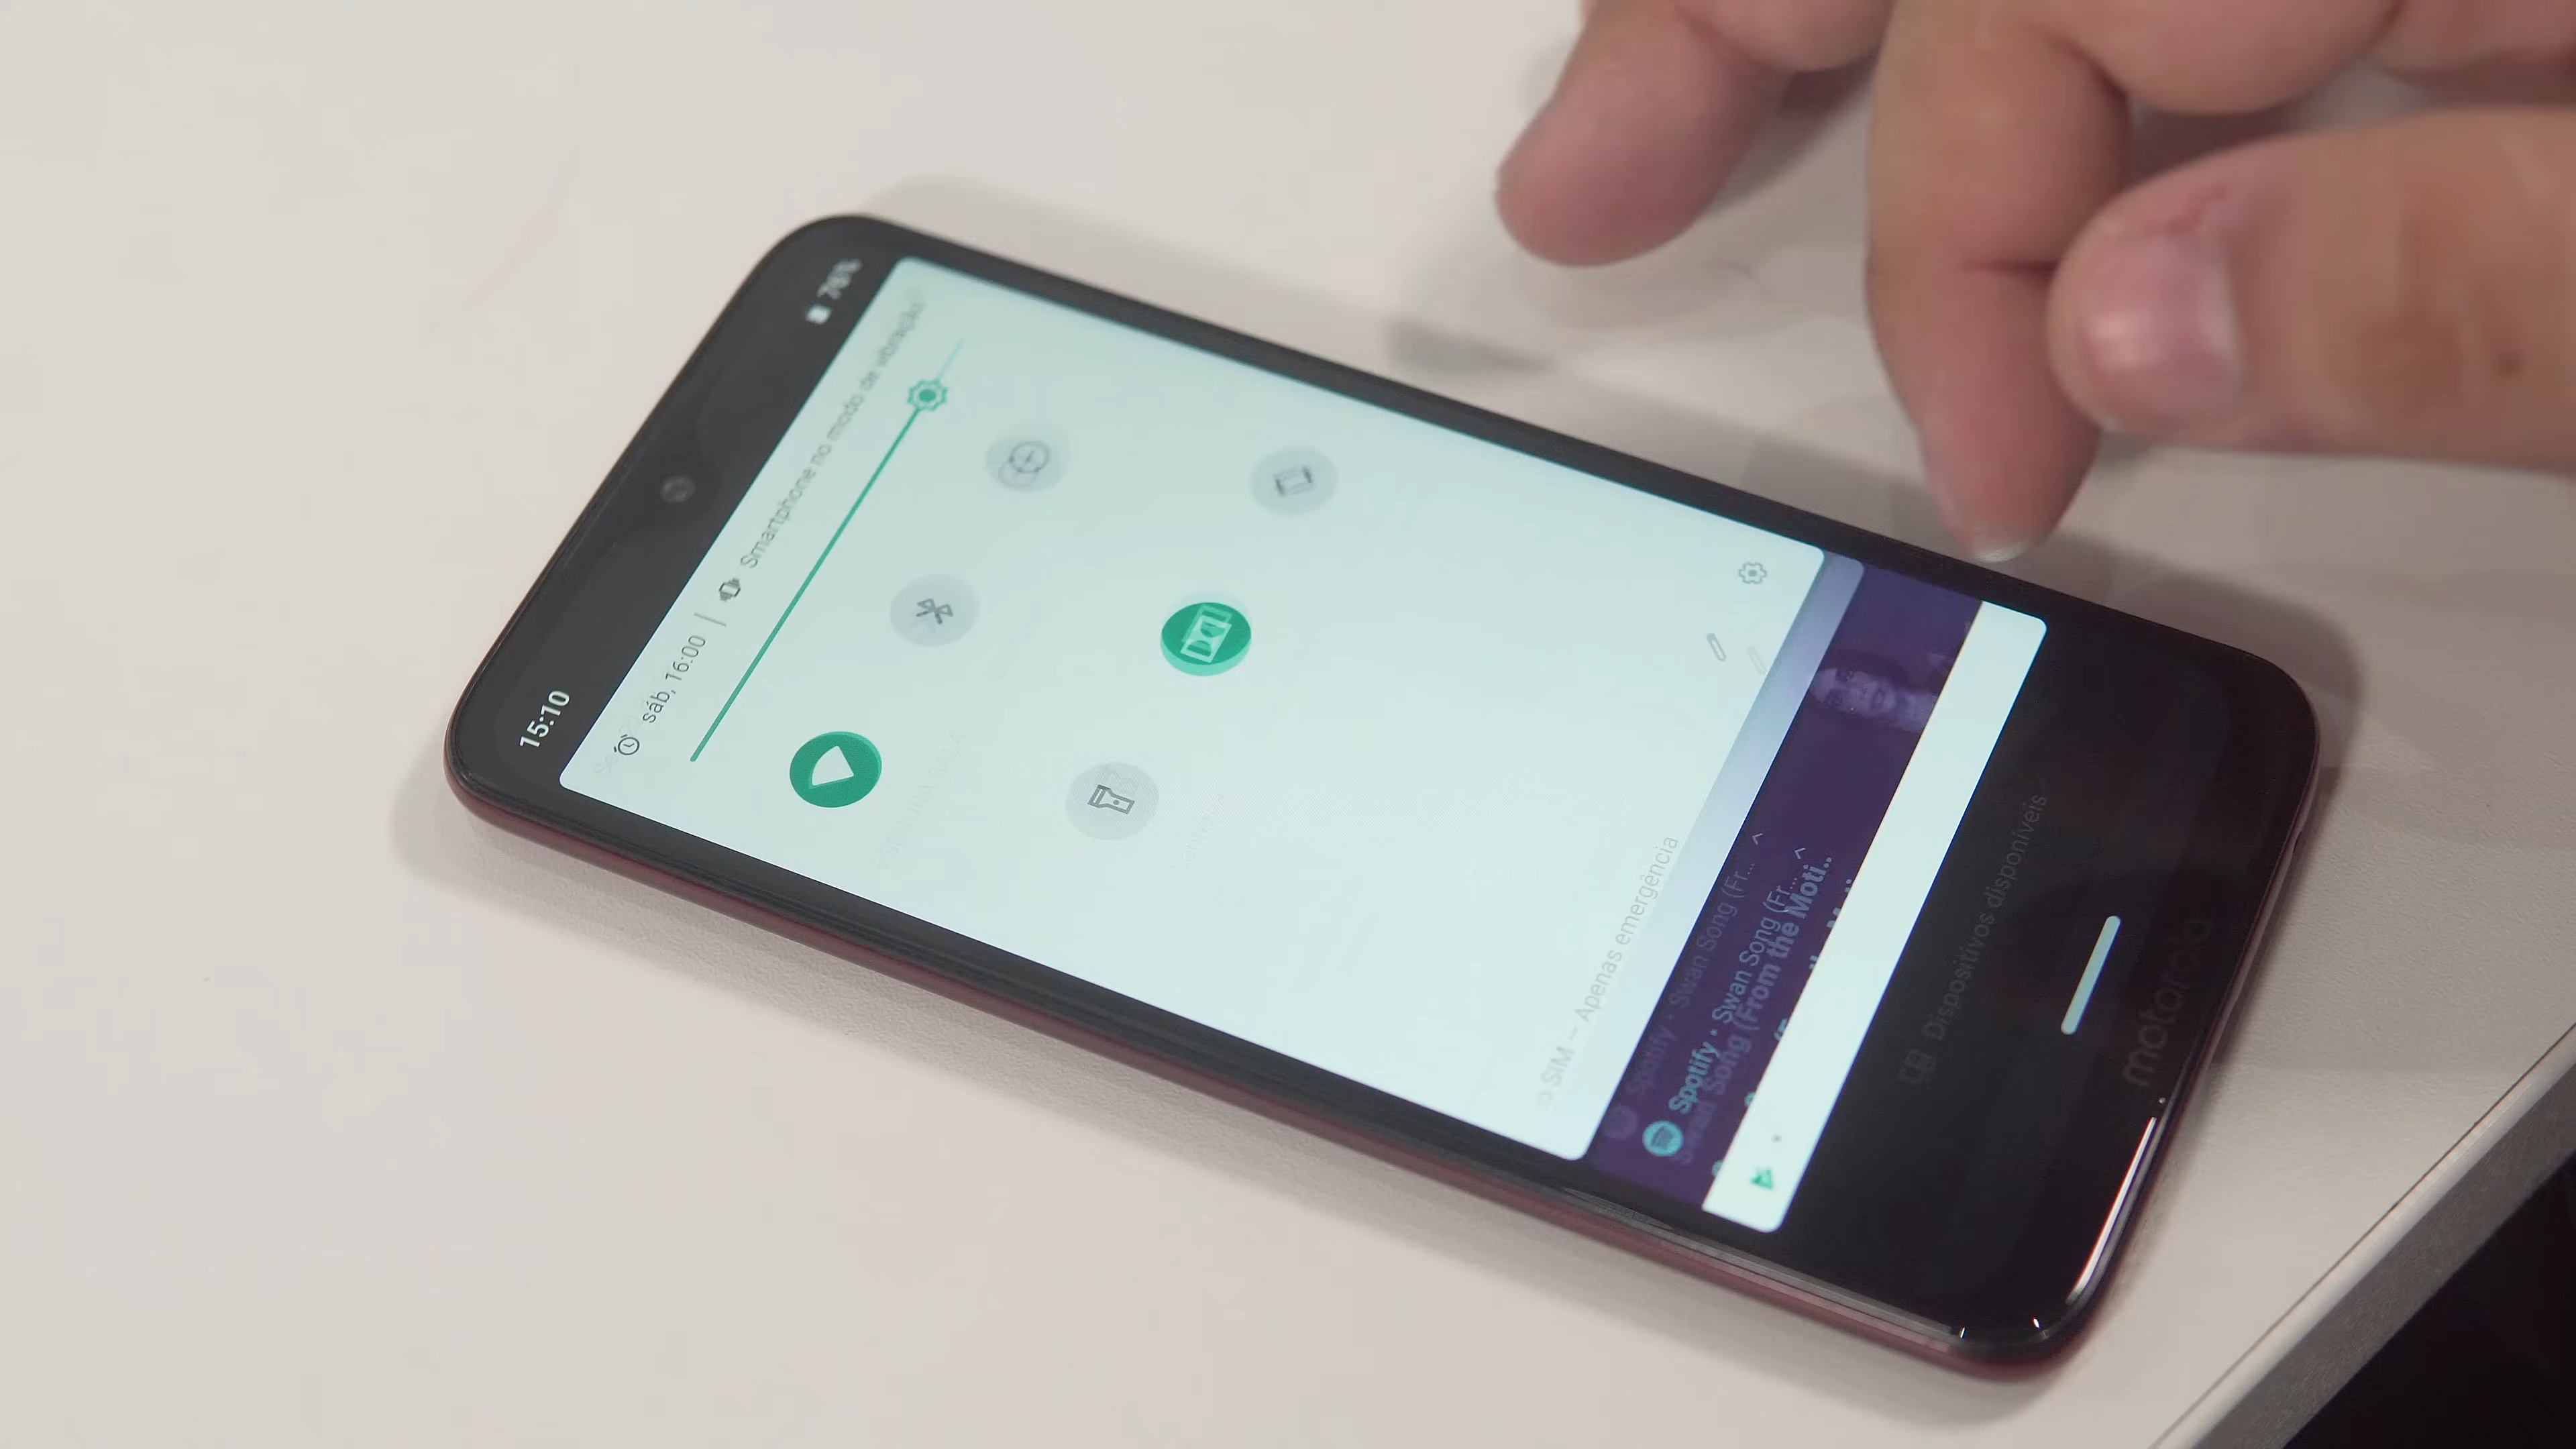 15:10
76%
sáb, 16:00 | Smartphone no modo de vibração
SIM – Apenas emergência
Spotify • Swan Song (Fr...
Spotify • Swan Song (Fr...
Swan Song (From the Moti..
Dispositivos disponíveis
motorola